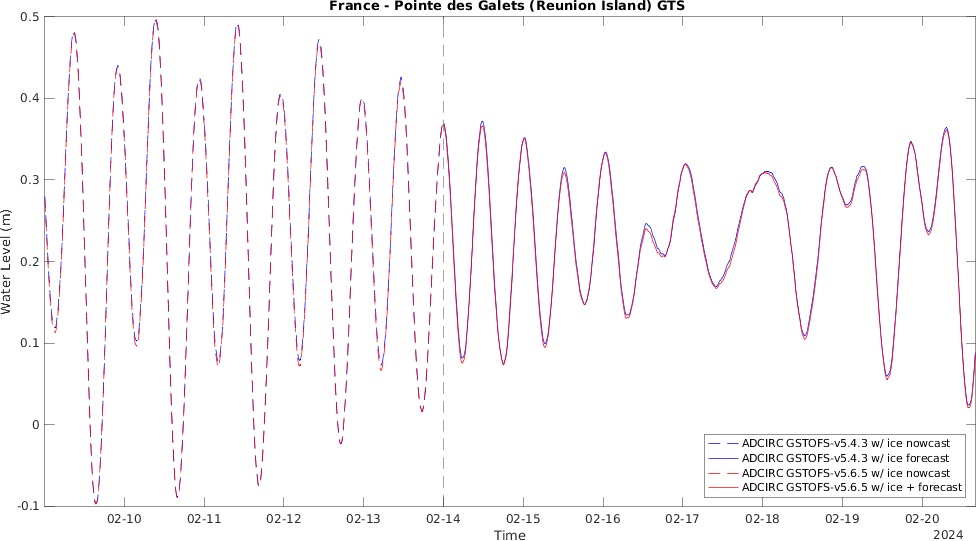 France - Pointe des Galets (Reunion Island) GTS
0.5
0.4
0.3
0.2
0.1
0
-0.1
Water Level (m)
02-10 02-11 02-12 02-13 02-14 02-15 02-16 02-17 02-18 02-19 02-20
Time
2024
ADCIRC GSTOFS-v5.4.3 w/ ice nowcast
ADCIRC GSTOFS-v5.4.3 w/ ice forecast
ADCIRC GSTOFS-v5.6.5 w/ ice nowcast
ADCIRC GSTOFS-v5.6.5 w/ ice + forecast